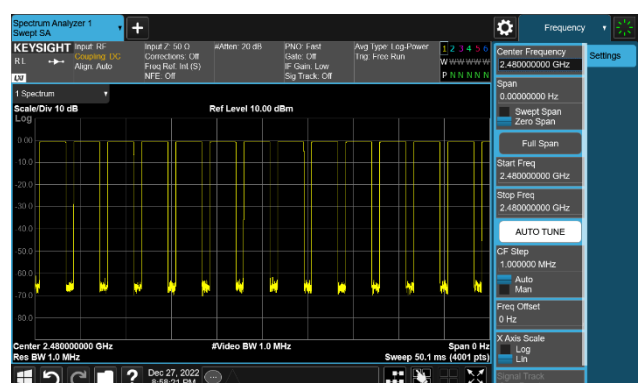 Spectrum Analyzer 1
Swept SA
+
Frequency
KEYSIGHT
RL
LXI
Input: RF
Coupling: DC
Align: Auto
Input Z: 50 Ω
Corrections: Off
Freq Ref: Int (S)
NFE: Off
#Atten: 20 dB
PNO: Fast
Gate: Off
IF Gain: Low
Sig Track: Off
Avg Type: Log-Power
Trig: Free Run
1 2 3 4 5 6
W W W W W W
P N N N N N
Center Frequency
2.480000000 GHz
Settings
Span
0.00000000 Hz
Swept Span
Zero Span
Full Span
Start Freq
2.480000000 GHz
Stop Freq
2.480000000 GHz
AUTO TUNE
CF Step
1.000000 MHz
Auto
Man
Freq Offset
0 Hz
X Axis Scale
Log
Lin
Signal Track
1 Spectrum
Scale/Div 10 dB
Ref Level 10.00 dBm
Log
0.00
-10.0
-20.0
-30.0
-40.0
-50.0
-60.0
-70.0
-80.0
Center 2.480000000 GHz
#Video BW 1.0 MHz
Span 0 Hz
Res BW 1.0 MHz
Sweep 50.1 ms (4001 pts)
?
Dec 27, 2022
8:58:21 PM